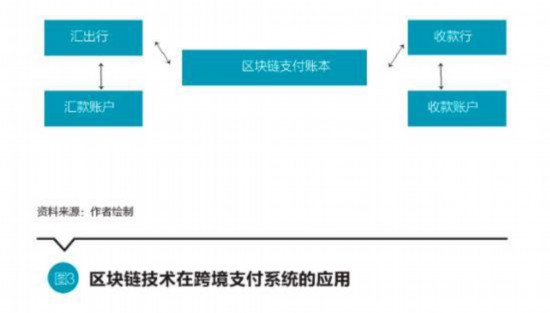 汇出行
收款行
区块链支付账本
汇款账户
收款账户
资料来源：作者绘制
图3
区块链技术在跨境支付系统的应用